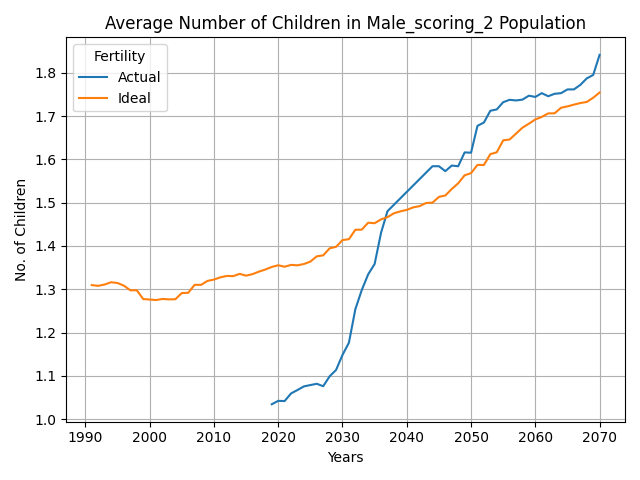 Average Number of Children in Male_scoring_2 Population
Fertility
Actual
Ideal
No. of Children
1.8
1.7
1.6
1.5
1.4
1.3
1.2
1.1
1.0
1990 2000 2010 2020 2030 2040 2050 2060 2070
Years